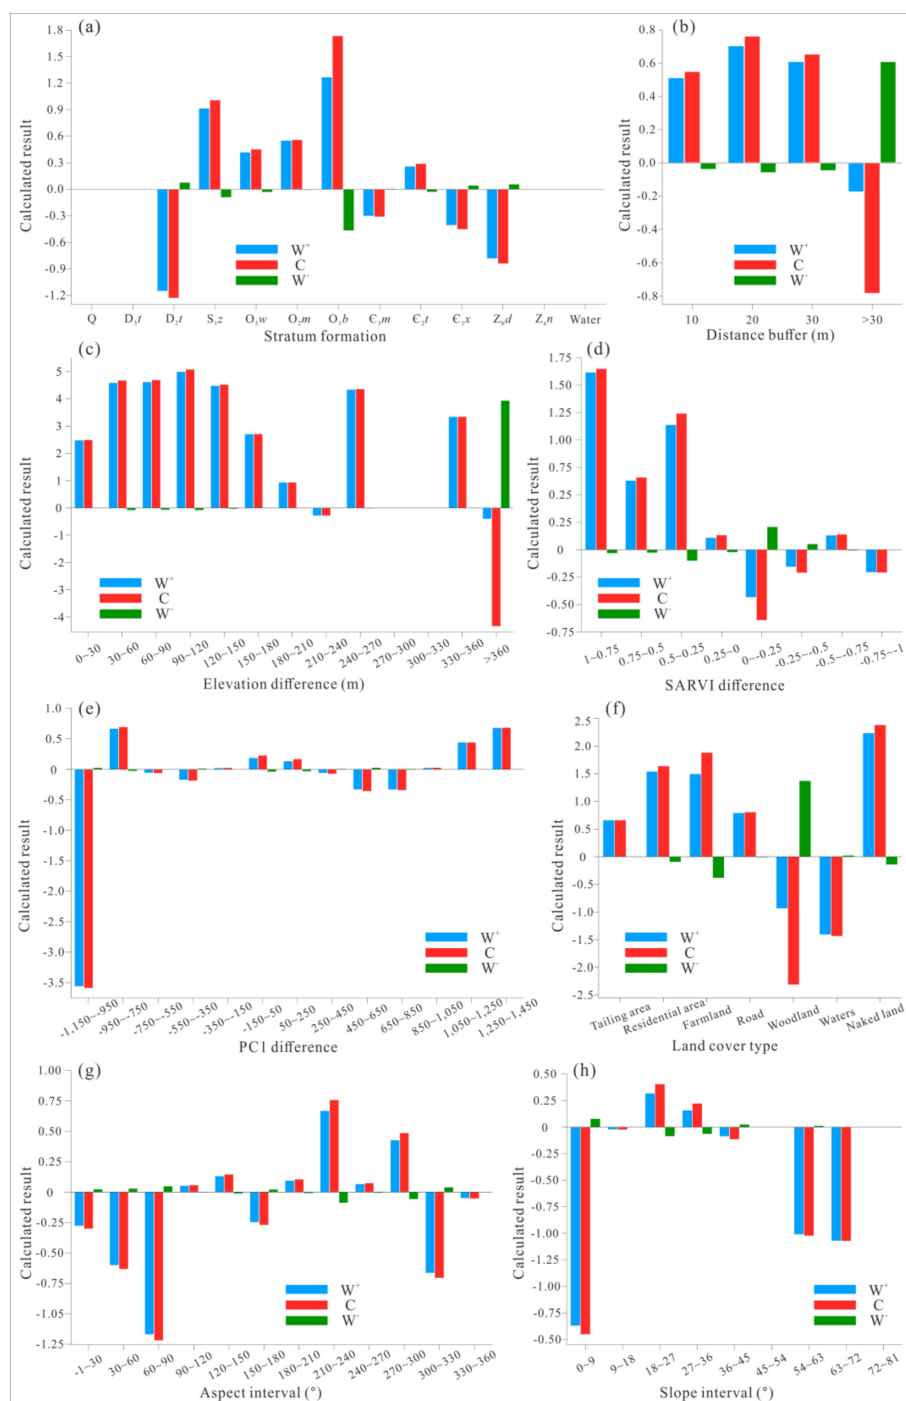 (a)
1.8
1.5
1.2
0.9
0.6
0.3
0.0
-0.3
-0.6
-0.9
-1.2
Calculated result
W⁺
C
W⁻
Q D₃t D₂t S₁z O₃w O₂m O₁b Є₃m Є₂t Є₁x Z_bd Z_an Water
Stratum formation
(b)
0.8
0.6
0.4
0.2
0.0
-0.2
-0.4
-0.6
-0.8
Calculated result
W⁺
C
W⁻
10 20 30 >30
Distance buffer (m)
(c)
5
4
3
2
1
0
-1
-2
-3
-4
Calculated result
W⁺
C
W⁻
0~30 30~60 60~90 90~120 120~150 150~180 180~210 210~240 240~270 270~300 300~330 330~360 >360
Elevation difference (m)
(d)
1.75
1.50
1.25
1.00
0.75
0.25
0
-0.25
-0.50
-0.75
Calculated result
W⁺
C
W⁻
1~0.75 0.75~0.5 0.5~0.25 0.25~0 0~-0.25 -0.25~-0.5 -0.5~-0.75 -0.75~-1
SARVI difference
(e)
1.0
0.5
0
-0.5
-1.0
-1.5
-2.0
-2.5
-3.0
-3.5
Calculated result
W⁺
C
W⁻
-1,150~-950 -950~-750 -750~-550 -550~-350 -350~-150 -150~50 50~250 250~450 450~650 650~850 850~1,050 1,050~1,250 1,250~1,450
PC1 difference
(f)
2.5
2.0
1.5
1.0
0.5
0
-0.5
-1.0
-1.5
-2.0
-2.5
Calculated result
W⁺
C
W⁻
Tailing area Residential area Farmland Road Woodland Waters Naked land
Land cover type
(g)
1.00
0.75
0.50
0.25
0
-0.25
-0.50
-0.75
-1.05
-1.25
Calculated result
W⁺
C
W⁻
-1~30 30~60 60~90 90~120 120~150 150~180 180~210 210~240 240~270 270~300 300~330 330~360
Aspect interval (°)
(h)
0.50
0.25
0
-0.25
-0.50
-0.75
-1.00
-1.25
-1.00
-0.75
-0.50
Calculated result
W⁺
C
W⁻
0~9 9~18 18~27 27~36 36~45 45~54 54~63 63~72 72~81
Slope interval (°)